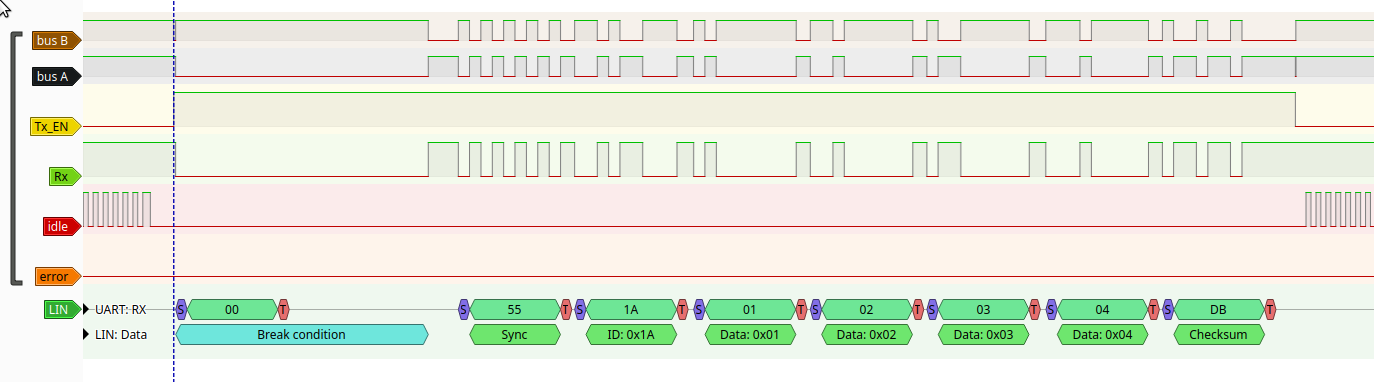 bus B
bus A
Tx_EN
Rx
idle
error
LIN UART: RX S 00 T S 55 T S 1A T S 01 T S 02 T S 03 T S 04 T S DB T
LIN: Data Break condition Sync ID: 0x1A Data: 0x01 Data: 0x02 Data: 0x03 Data: 0x04 Checksum